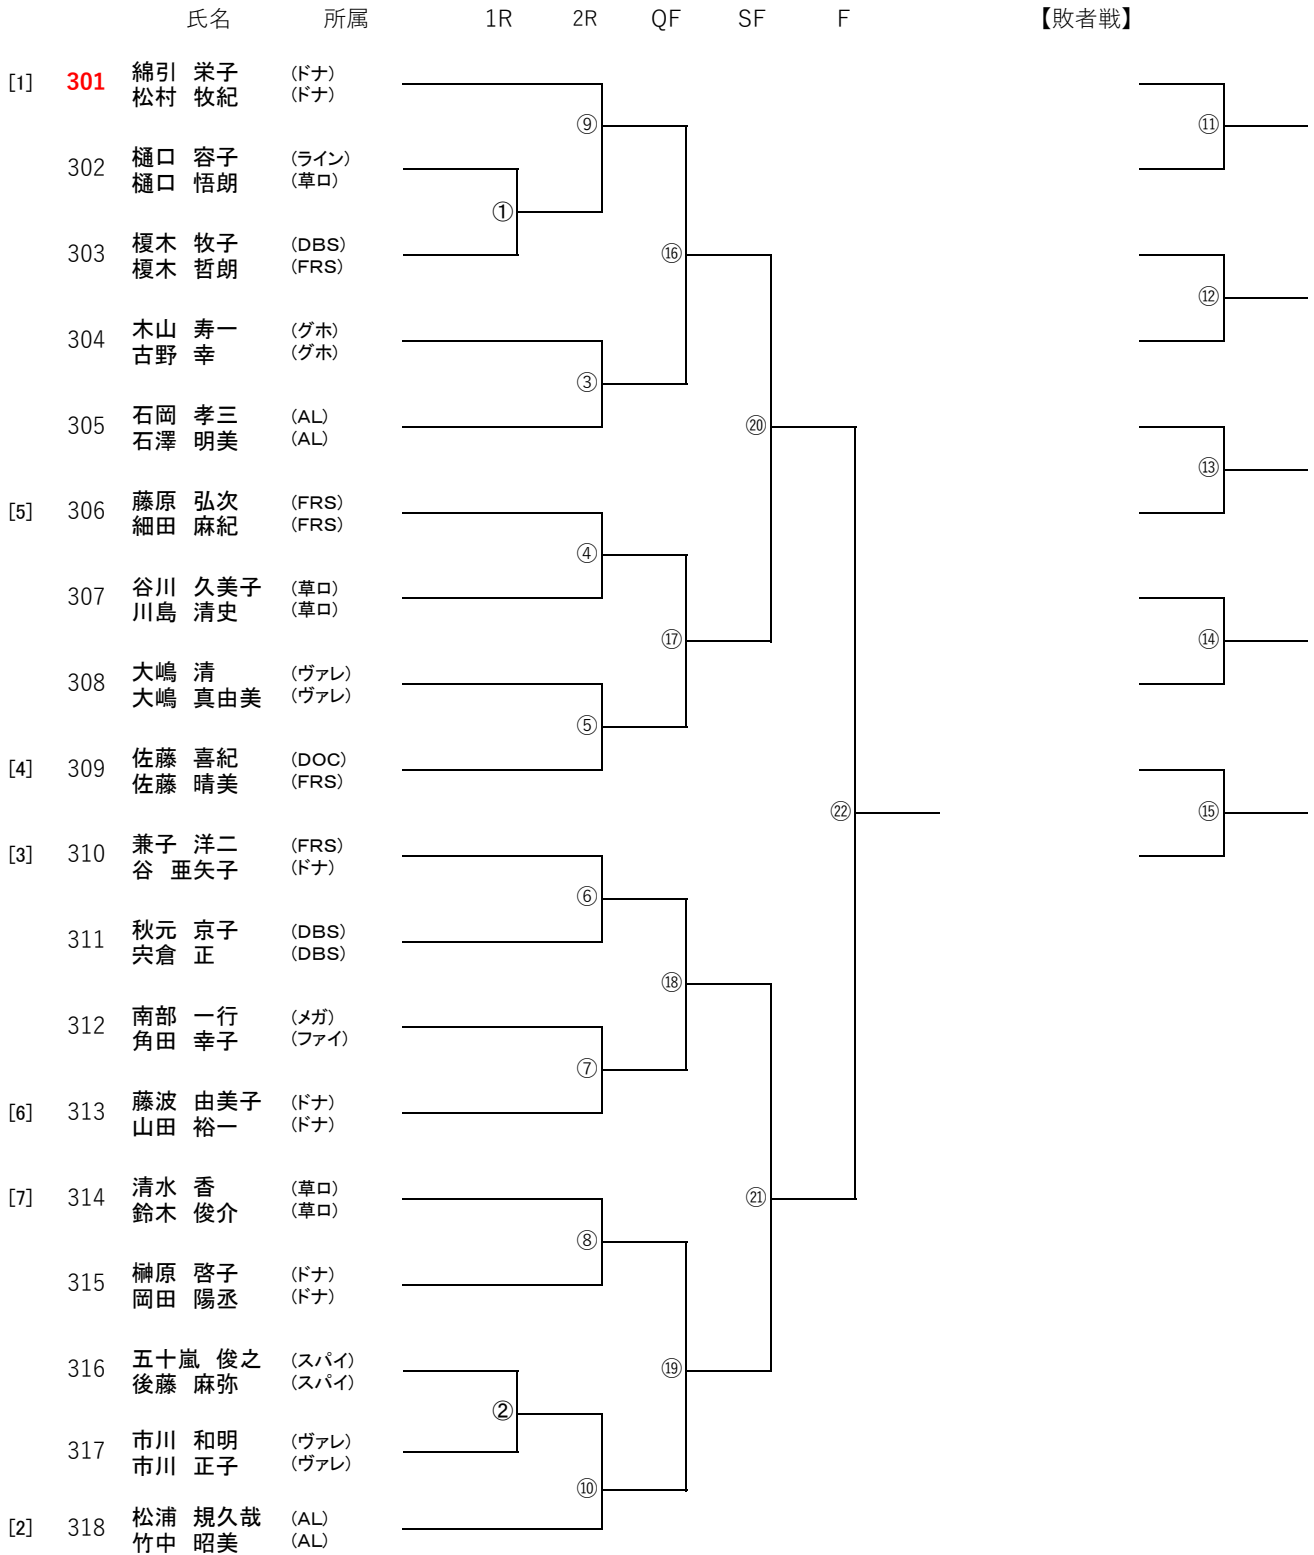 氏名 所属 1R 2R QF SF F 【敗者戦】
[1] 301 綿引 栄子 (ドナ)
松村 牧紀 (ドナ)
⑨ ⑪
302 樋口 容子 (ライン)
樋口 悟朗 (草ロ)
①
303 榎木 牧子 (DBS)
榎木 哲朗 (FRS)
⑯ ⑫
304 木山 寿一 (グホ)
古野 幸 (グホ)
③
305 石岡 孝三 (AL)
石澤 明美 (AL)
⑳ ⑬
[5] 306 藤原 弘次 (FRS)
細田 麻紀 (FRS)
④
307 谷川 久美子 (草ロ)
川島 清史 (草ロ)
⑰ ⑭
308 大嶋 清 (ヴァレ)
大嶋 真由美 (ヴァレ)
⑤
[4] 309 佐藤 喜紀 (DOC)
佐藤 晴美 (FRS)
㉒ ⑮
[3] 310 兼子 洋二 (FRS)
谷 亜矢子 (ドナ)
⑥
311 秋元 京子 (DBS)
宍倉 正 (DBS)
⑱
312 南部 一行 (メガ)
角田 幸子 (ファイ)
⑦
[6] 313 藤波 由美子 (ドナ)
山田 裕一 (ドナ)
[7] 314 清水 香 (草ロ)
鈴木 俊介 (草ロ)
㉑
⑧
315 榊原 啓子 (ドナ)
岡田 陽丞 (ドナ)
316 五十嵐 俊之 (スパイ)
後藤 麻弥 (スパイ)
⑲
②
317 市川 和明 (ヴァレ)
市川 正子 (ヴァレ)
⑩
[2] 318 松浦 規久哉 (AL)
竹中 昭美 (AL)